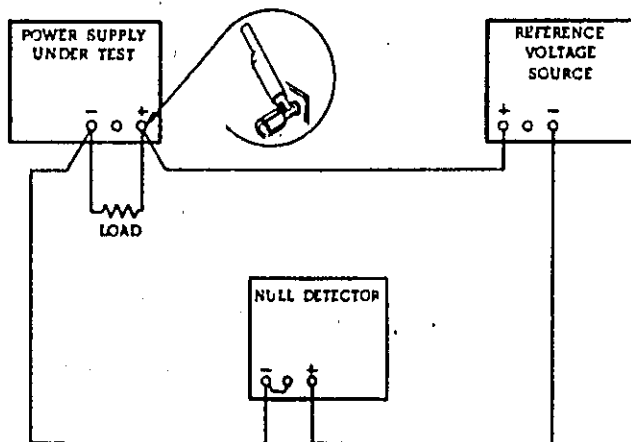 POWER SUPPLY
UNDER TEST
- +
LOAD
REFERENCE
VOLTAGE
SOURCE
+ -
NULL DETECTOR
- +